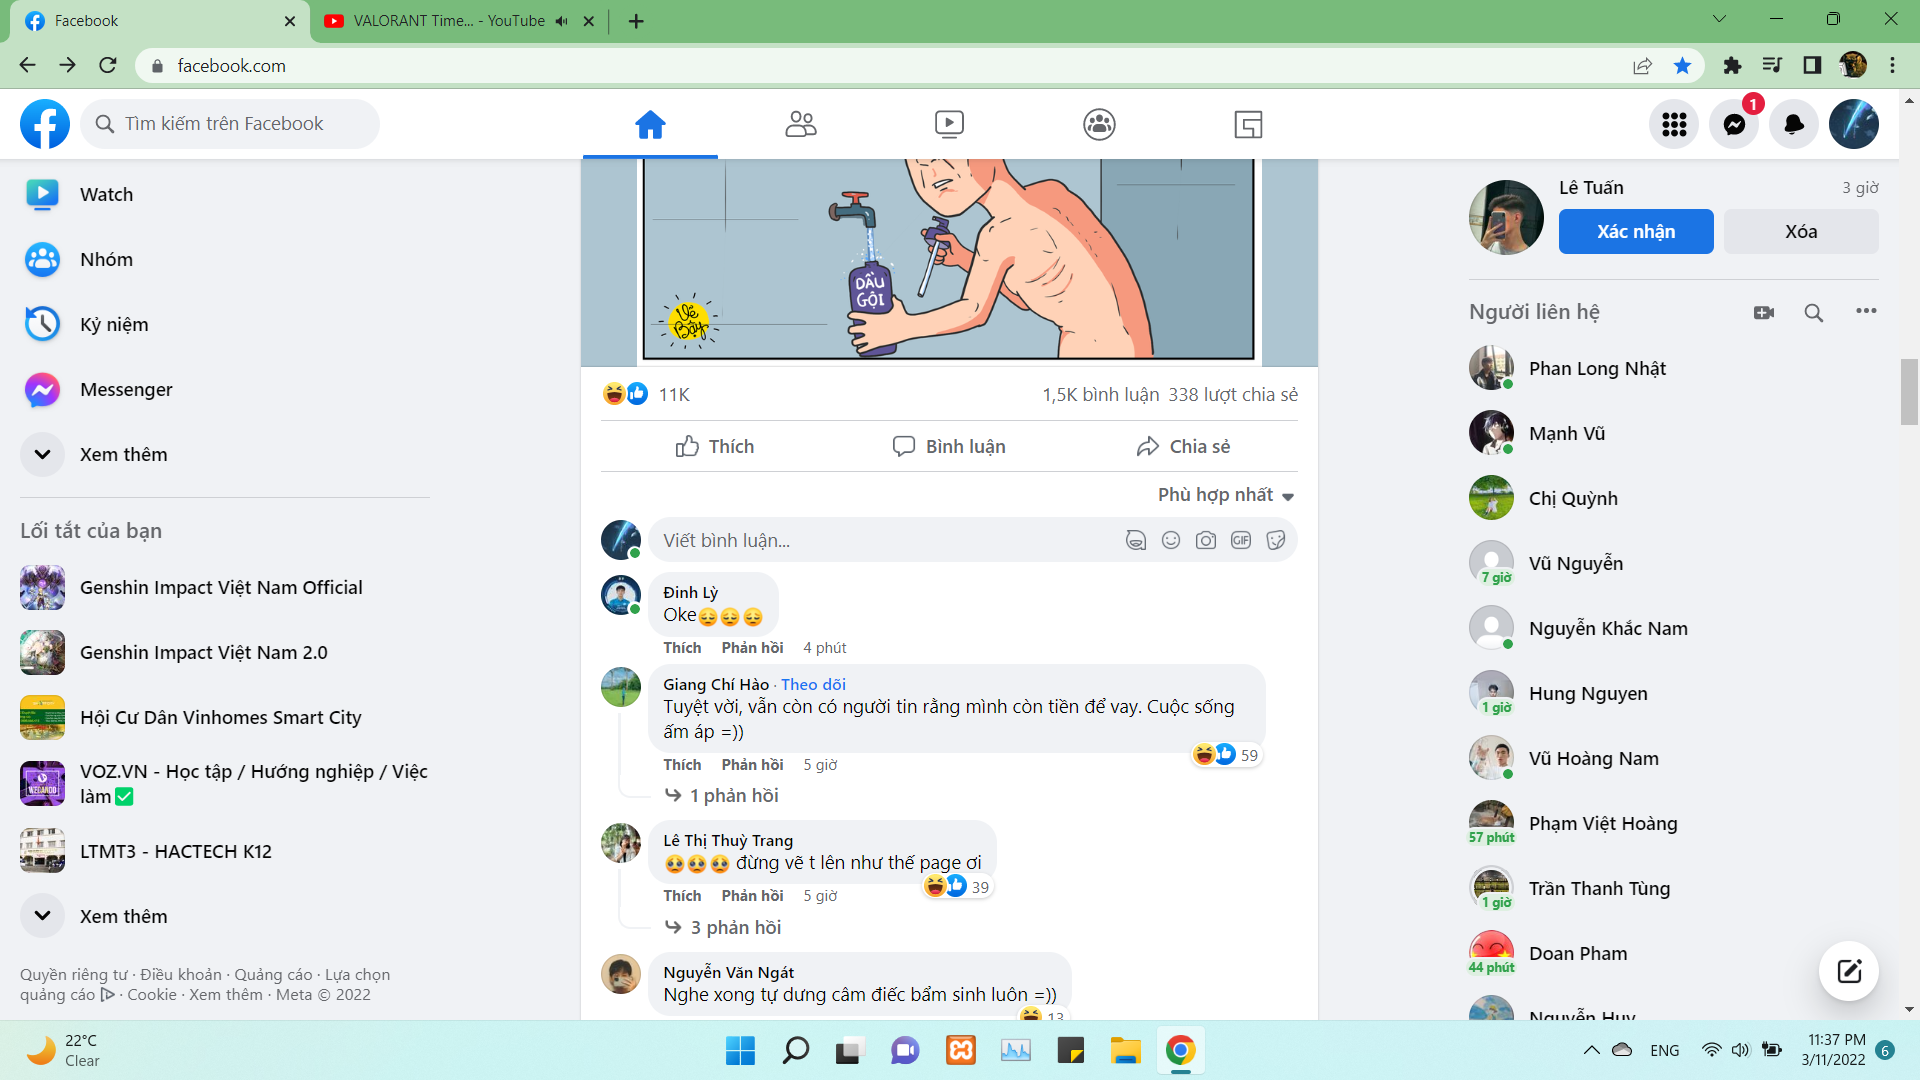 Facebook
VALORANT Time... - YouTube
facebook.com
Tìm kiếm trên Facebook
1
Watch
Nhóm
Kỷ niệm
Messenger
Xem thêm
Lối tắt của bạn
Genshin Impact Việt Nam Official
Genshin Impact Việt Nam 2.0
Hội Cư Dân Vinhomes Smart City
VOZ.VN - Học tập / Hướng nghiệp / Việc
làm✅
LTMT3 - HACTECH K12
Xem thêm
Quyền riêng tư · Điều khoản · Quảng cáo · Lựa chọn
quảng cáo · Cookie · Xem thêm · Meta © 2022
DẦU
GỘI
Vẽ
Bậy
11K
1,5K bình luận 338 lượt chia sẻ
Thích
Bình luận
Chia sẻ
Phù hợp nhất
Viết bình luận...
GIF
Đinh Lỳ
Oke😔😔😔
Thích Phản hồi 4 phút
Giang Chí Hào · Theo dõi
Tuyệt vời, vẫn còn có người tin rằng mình còn tiền để vay. Cuộc sống
ấm áp =))
59
Thích Phản hồi 5 giờ
1 phản hồi
Lê Thị Thuỳ Trang
🥺🥺🥺 đừng vẽ t lên như thế page ơi
39
Thích Phản hồi 5 giờ
3 phản hồi
Nguyễn Văn Ngát
Nghe xong tự dưng câm điếc bẩm sinh luôn =))
13
Lê Tuấn
3 giờ
Xác nhận
Xóa
Người liên hệ
Phan Long Nhật
Mạnh Vũ
Chị Quỳnh
Vũ Nguyễn
7 giờ
Nguyễn Khắc Nam
Hung Nguyen
1 giờ
Vũ Hoàng Nam
Phạm Việt Hoàng
57 phút
Trần Thanh Tùng
1 giờ
Doan Pham
44 phút
Nguyễn Huy
22°C
Clear
ENG
11:37 PM
3/11/2022
6